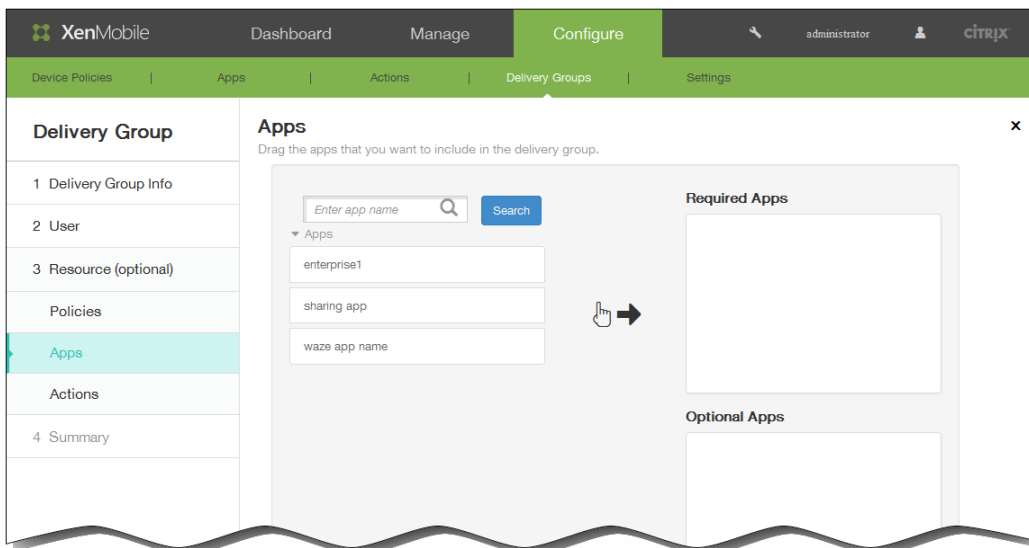 XenMobile Dashboard Manage Configure administrator CITRIX
Device Policies | Apps | Actions | Delivery Groups | Settings
Delivery Group
1 Delivery Group Info
2 User
3 Resource (optional)
Policies
Apps
Actions
4 Summary
Apps
x
Drag the apps that you want to include in the delivery group.
Enter app name
Search
Apps
enterprise1
sharing app
waze app name
Required Apps
Optional Apps